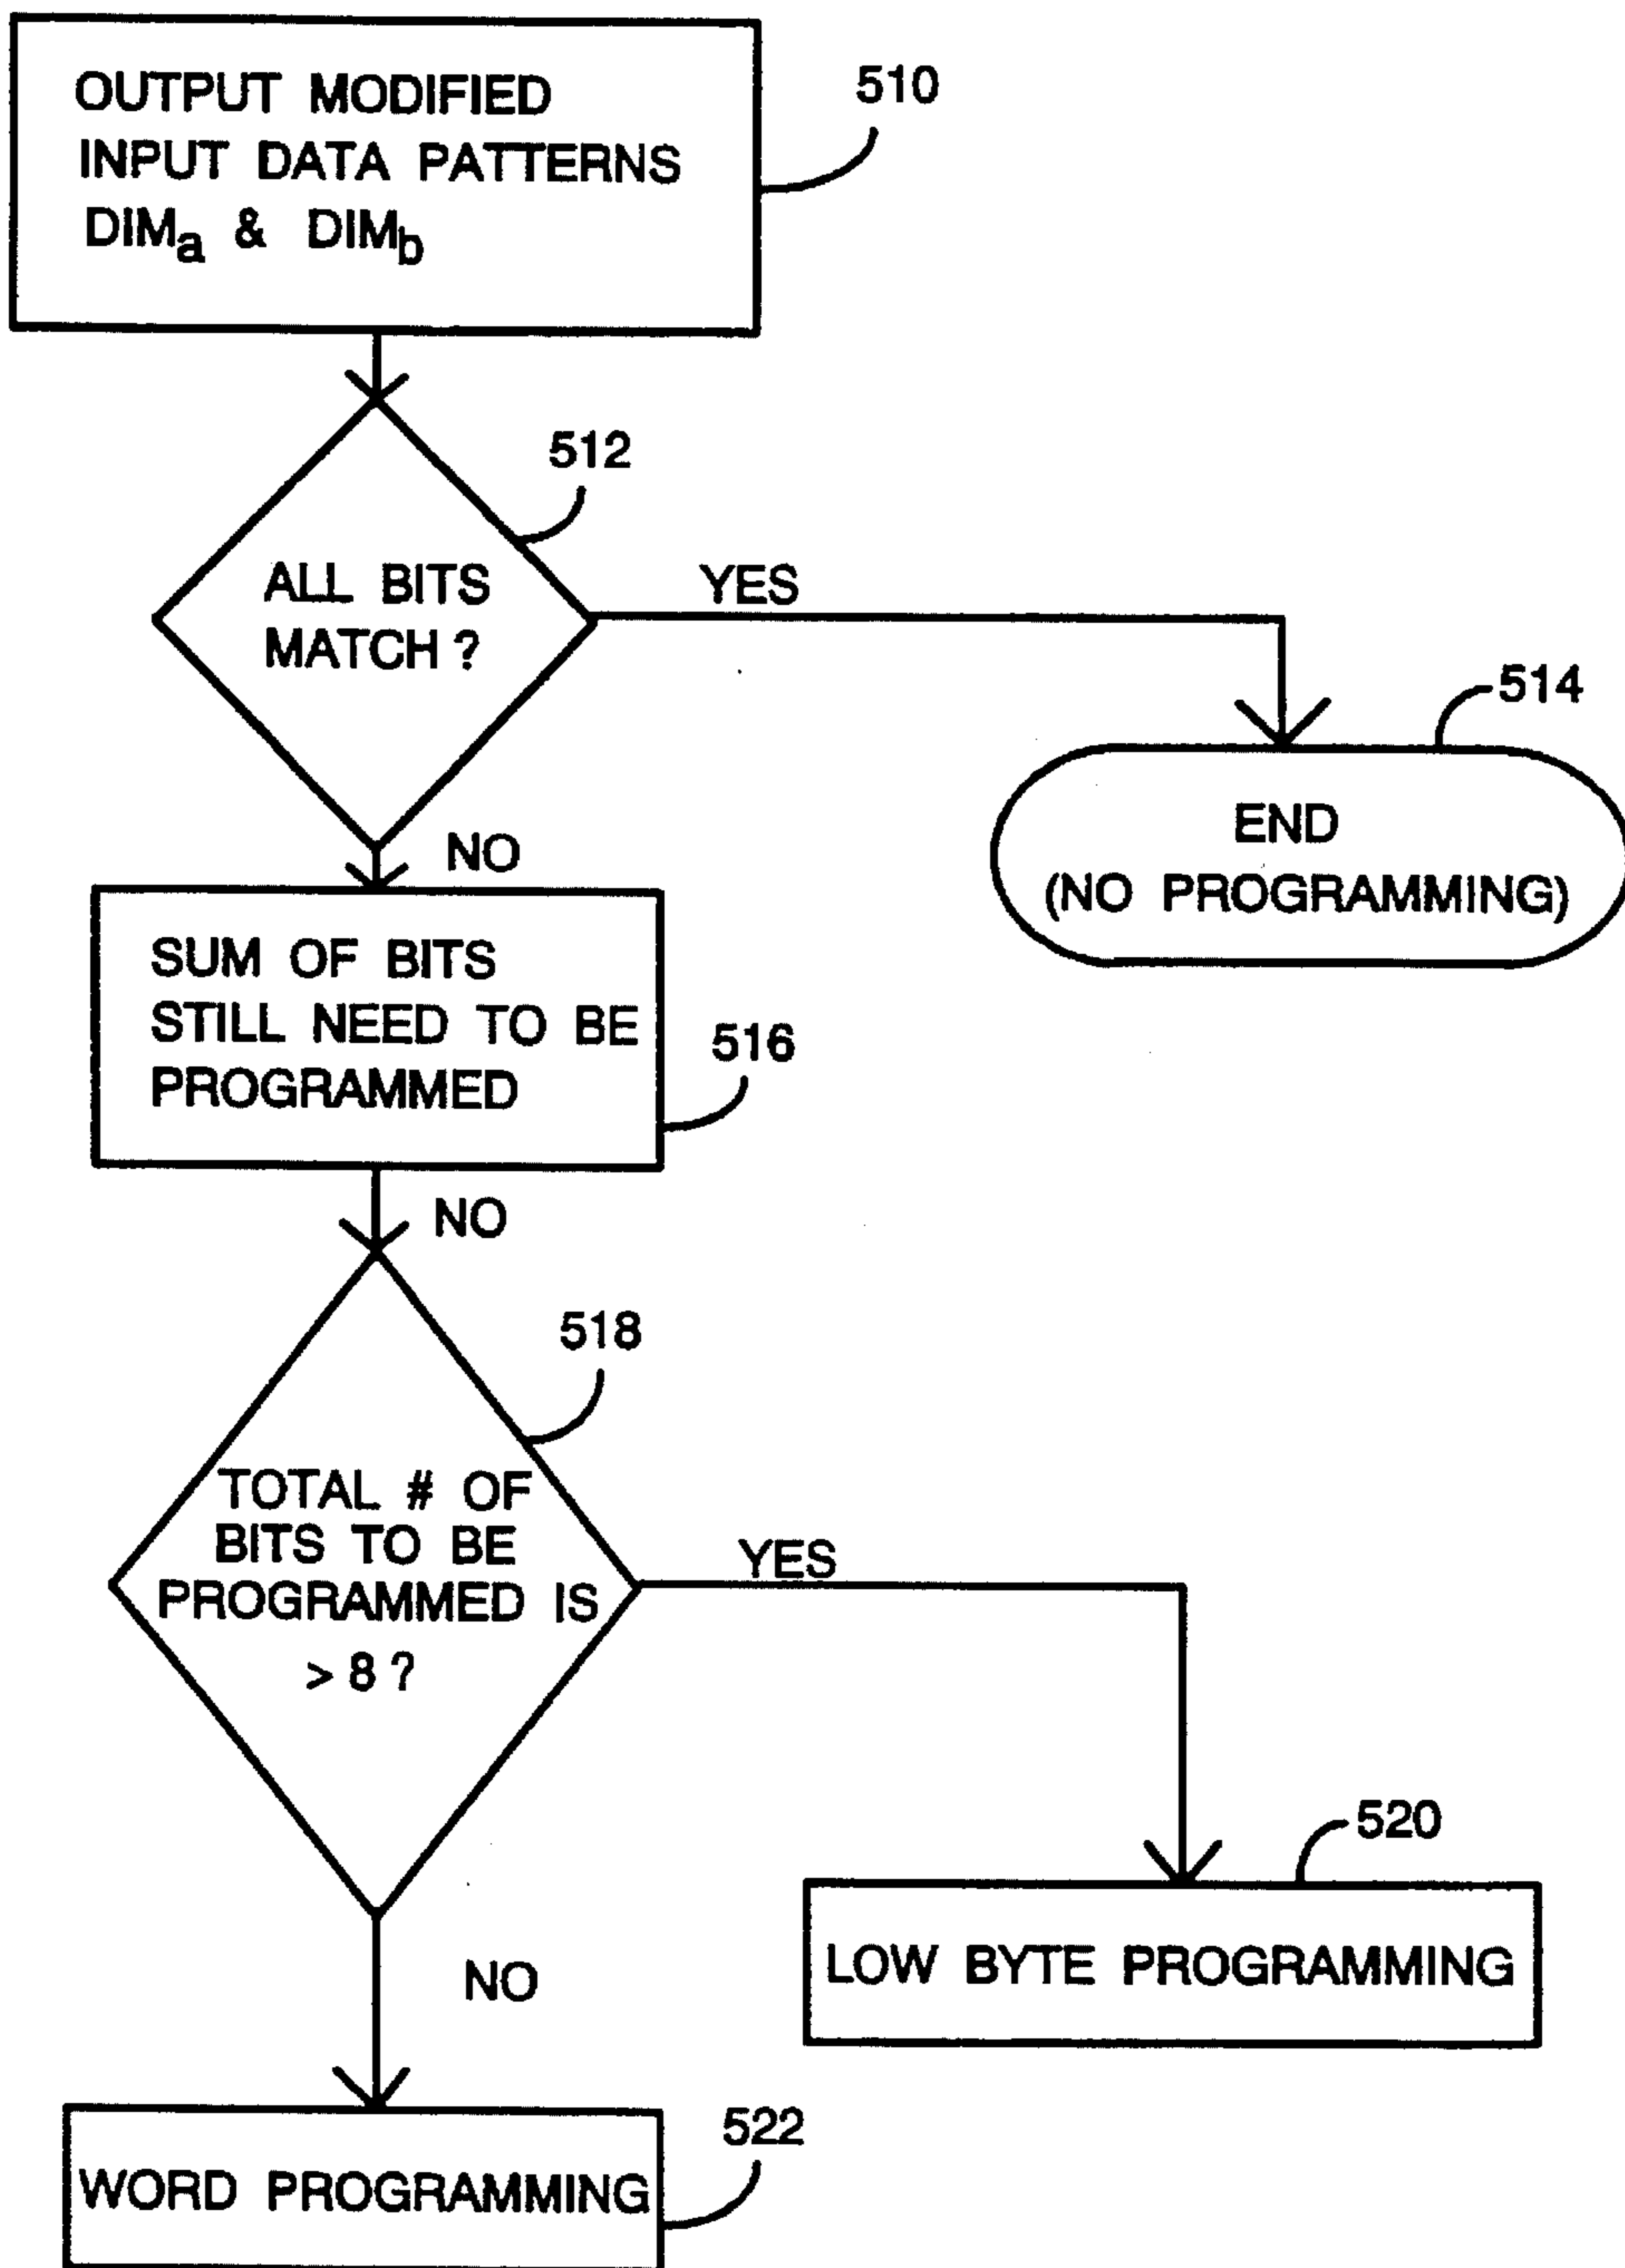 OUTPUT MODIFIED
INPUT DATA PATTERNS
DIMa & DIMb
510
512
ALL BITS
MATCH ?
YES
514
END
(NO PROGRAMMING)
NO
SUM OF BITS
STILL NEED TO BE
PROGRAMMED
516
NO
518
TOTAL # OF
BITS TO BE
PROGRAMMED IS
> 8 ?
YES
520
LOW BYTE PROGRAMMING
NO
522
WORD PROGRAMMING